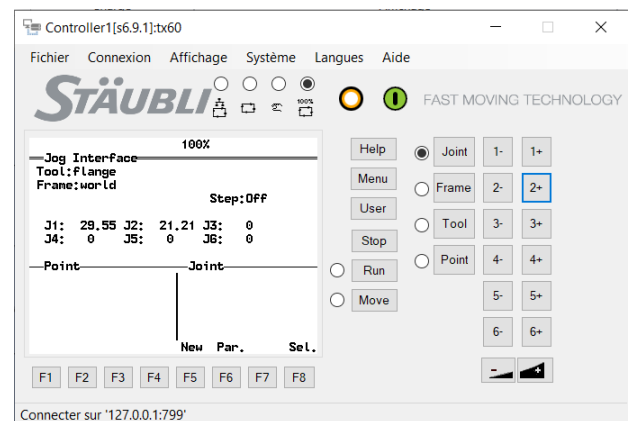 Controller1[s6.9.1]:tx60
Fichier Connexion Affichage Système Langues Aide
STÄUBLI
100%
FAST MOVING TECHNOLOGY
100%
Jog Interface
Tool:flange
Frame:world
Step:Off
J1: 29.55 J2: 21.21 J3: 0
J4: 0 J5: 0 J6: 0
Point Joint
New Par. Sel.
F1 F2 F3 F4 F5 F6 F7 F8
Help
Menu
User
Stop
Run
Move
Joint 1- 1+
Frame 2- 2+
Tool 3- 3+
Point 4- 4+
5- 5+
6- 6+
- +
Connecter sur '127.0.0.1:799'